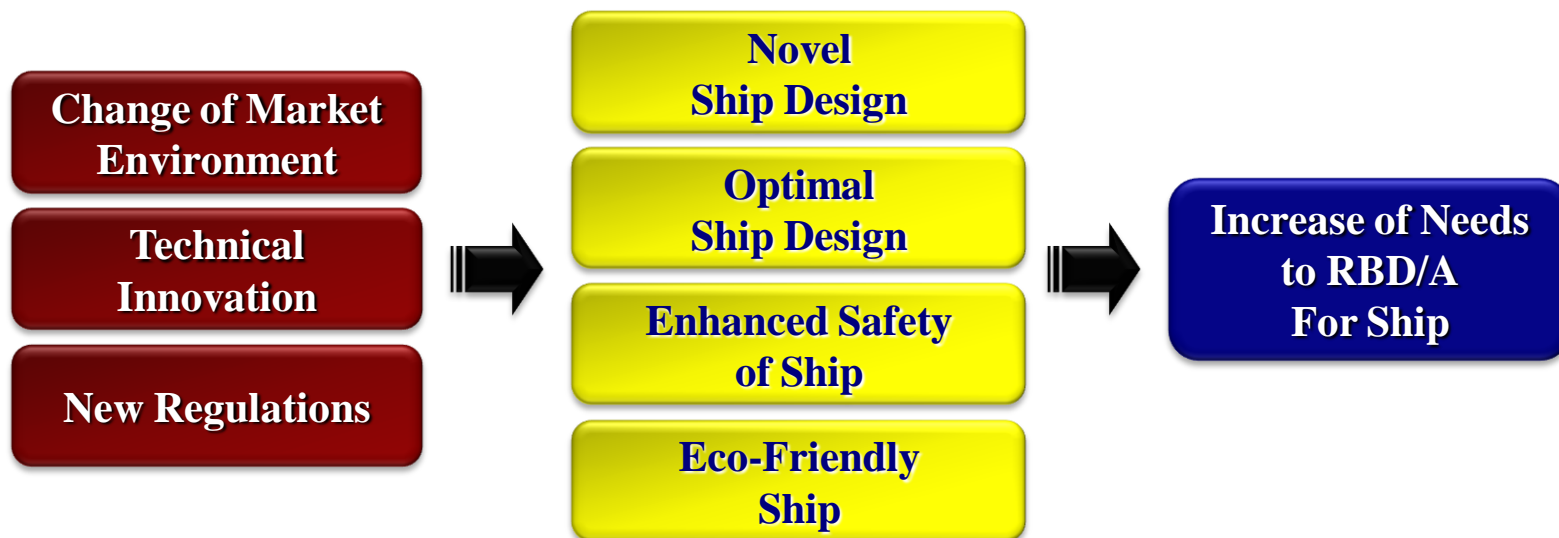 Change of Market
Environment
Technical
Innovation
New Regulations
Novel
Ship Design
Optimal
Ship Design
Enhanced Safety
of Ship
Eco-Friendly
Ship
Increase of Needs
to RBD/A
For Ship